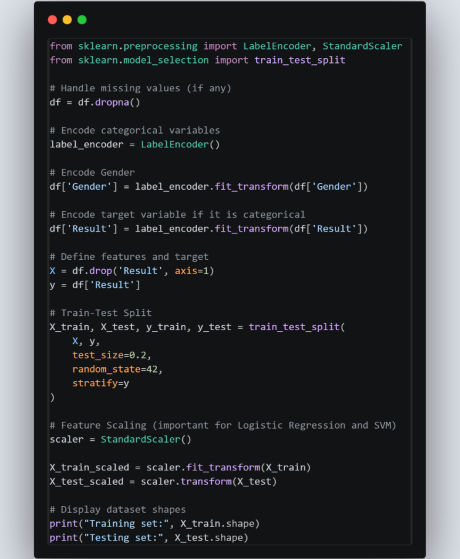 from sklearn.preprocessing import LabelEncoder, StandardScaler
from sklearn.model_selection import train_test_split

# Handle missing values (if any)
df = df.dropna()

# Encode categorical variables
label_encoder = LabelEncoder()

# Encode Gender
df['Gender'] = label_encoder.fit_transform(df['Gender'])

# Encode target variable if it is categorical
df['Result'] = label_encoder.fit_transform(df['Result'])

# Define features and target
X = df.drop('Result', axis=1)
y = df['Result']

# Train-Test Split
X_train, X_test, y_train, y_test = train_test_split(
    X, y,
    test_size=0.2,
    random_state=42,
    stratify=y
)

# Feature Scaling (important for Logistic Regression and SVM)
scaler = StandardScaler()

X_train_scaled = scaler.fit_transform(X_train)
X_test_scaled = scaler.transform(X_test)

# Display dataset shapes
print("Training set:", X_train.shape)
print("Testing set:", X_test.shape)